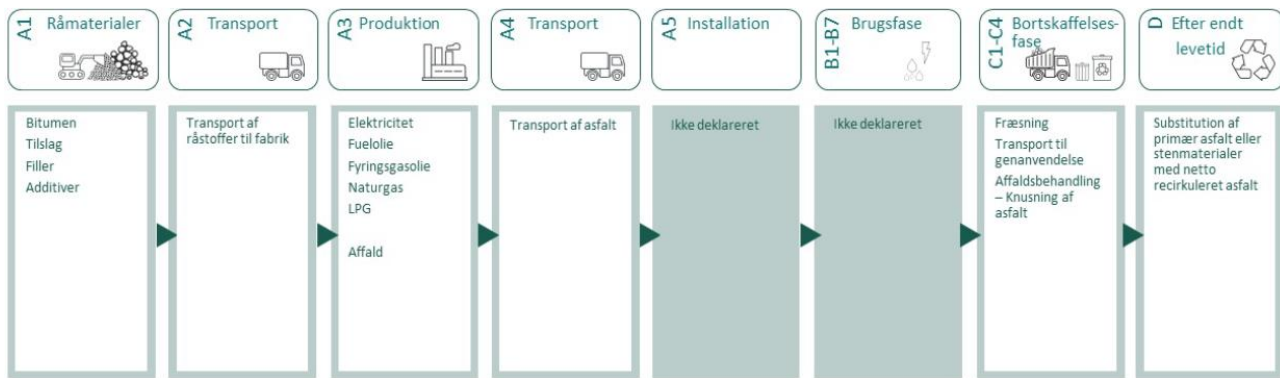 A1 Råmaterialer
A2 Transport
A3 Produktion
A4 Transport
A5 Installation
B1-B7 Brugsfase
C1-C4 Bortskaffelses-
fase
D Efter endt
levetid
Bitumen
Tilslag
Filler
Additiver
Transport af
råstoffer til fabrik
Elektricitet
Fuelolie
Fyringsgasolie
Naturgas
LPG
Affald
Transport af asfalt
Ikke deklareret
Ikke deklareret
Fræsning
Transport til
genanvendelse
Affaldsbehandling
– Knusning af
asfalt
Substitution af
primær asfalt eller
stenmaterialer
med netto
recirkuleret asfalt